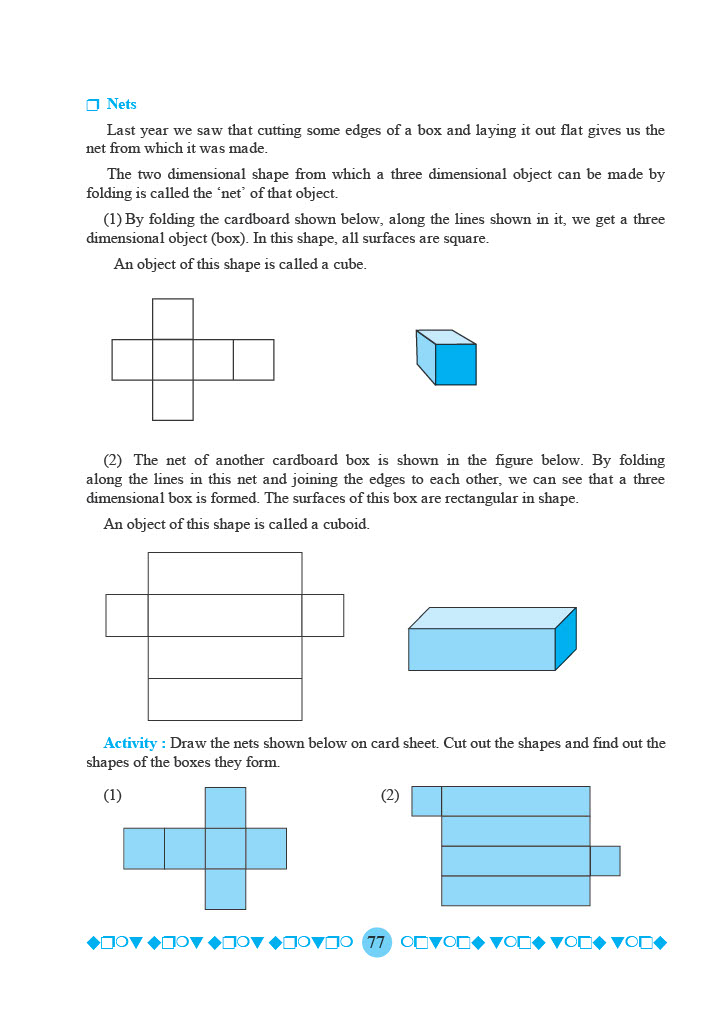 Nets
Last year we saw that cutting some edges of a box and laying it out flat gives us the
net from which it was made.
The two dimensional shape from which a three dimensional object can be made by
folding is called the ‘net’ of that object.
(1) By folding the cardboard shown below, along the lines shown in it, we get a three
dimensional object (box). In this shape, all surfaces are square.
An object of this shape is called a cube.
(2) The net of another cardboard box is shown in the figure below. By folding
along the lines in this net and joining the edges to each other, we can see that a three
dimensional box is formed. The surfaces of this box are rectangular in shape.
An object of this shape is called a cuboid.
Activity : Draw the nets shown below on card sheet. Cut out the shapes and find out the
shapes of the boxes they form.
(1)
(2)
77